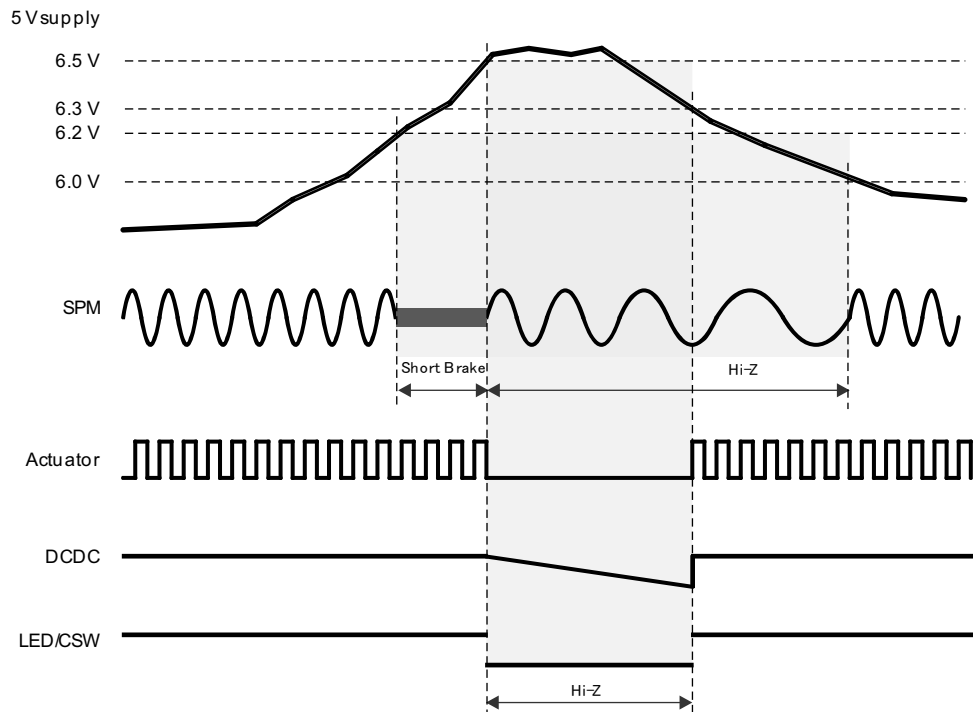 5 V supply
6.5 V
6.3 V
6.2 V
6.0 V
SPM
Short Brake
Hi-Z
Actuator
DCDC
LED/CSW
Hi-Z